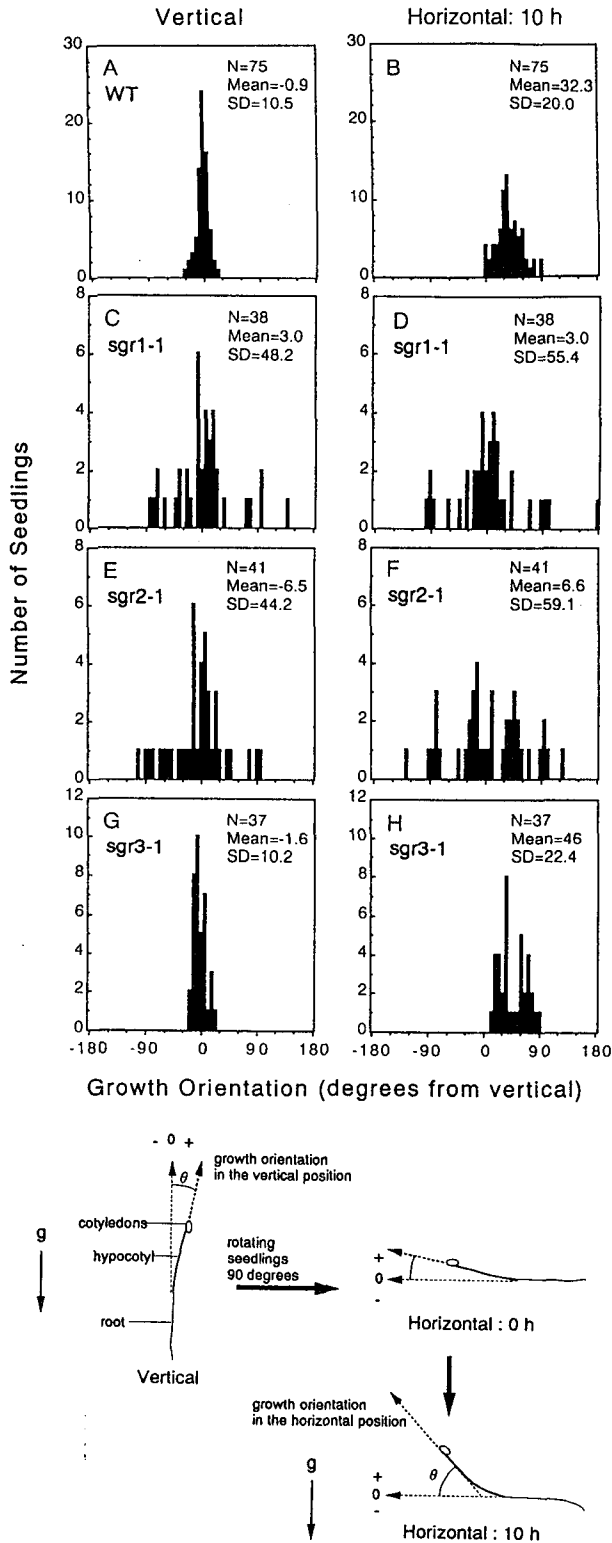 Vertical
Horizontal: 10 h
Number of Seedlings
A
WT
N=75
Mean=-0.9
SD=10.5
30
20
10
0
B
N=75
Mean=32.3
SD=20.0
C
sgr1-1
N=38
Mean=3.0
SD=48.2
8
6
4
2
0
D
sgr1-1
N=38
Mean=3.0
SD=55.4
8
6
4
2
0
E
sgr2-1
N=41
Mean=-6.5
SD=44.2
8
6
4
2
0
F
sgr2-1
N=41
Mean=6.6
SD=59.1
8
6
4
2
0
G
sgr3-1
N=37
Mean=-1.6
SD=10.2
12
10
8
6
4
2
0
H
sgr3-1
N=37
Mean=46
SD=22.4
12
10
8
6
4
2
0
-180 -90 0 90 180
-180 -90 0 90 180
Growth Orientation (degrees from vertical)
- 0 +
θ
growth orientation
in the vertical position
g
cotyledons
hypocotyl
root
Vertical
rotating
seedlings
90 degrees
+
0
-
Horizontal : 0 h
growth orientation
in the horizontal position
g
θ
+
0
-
Horizontal : 10 h